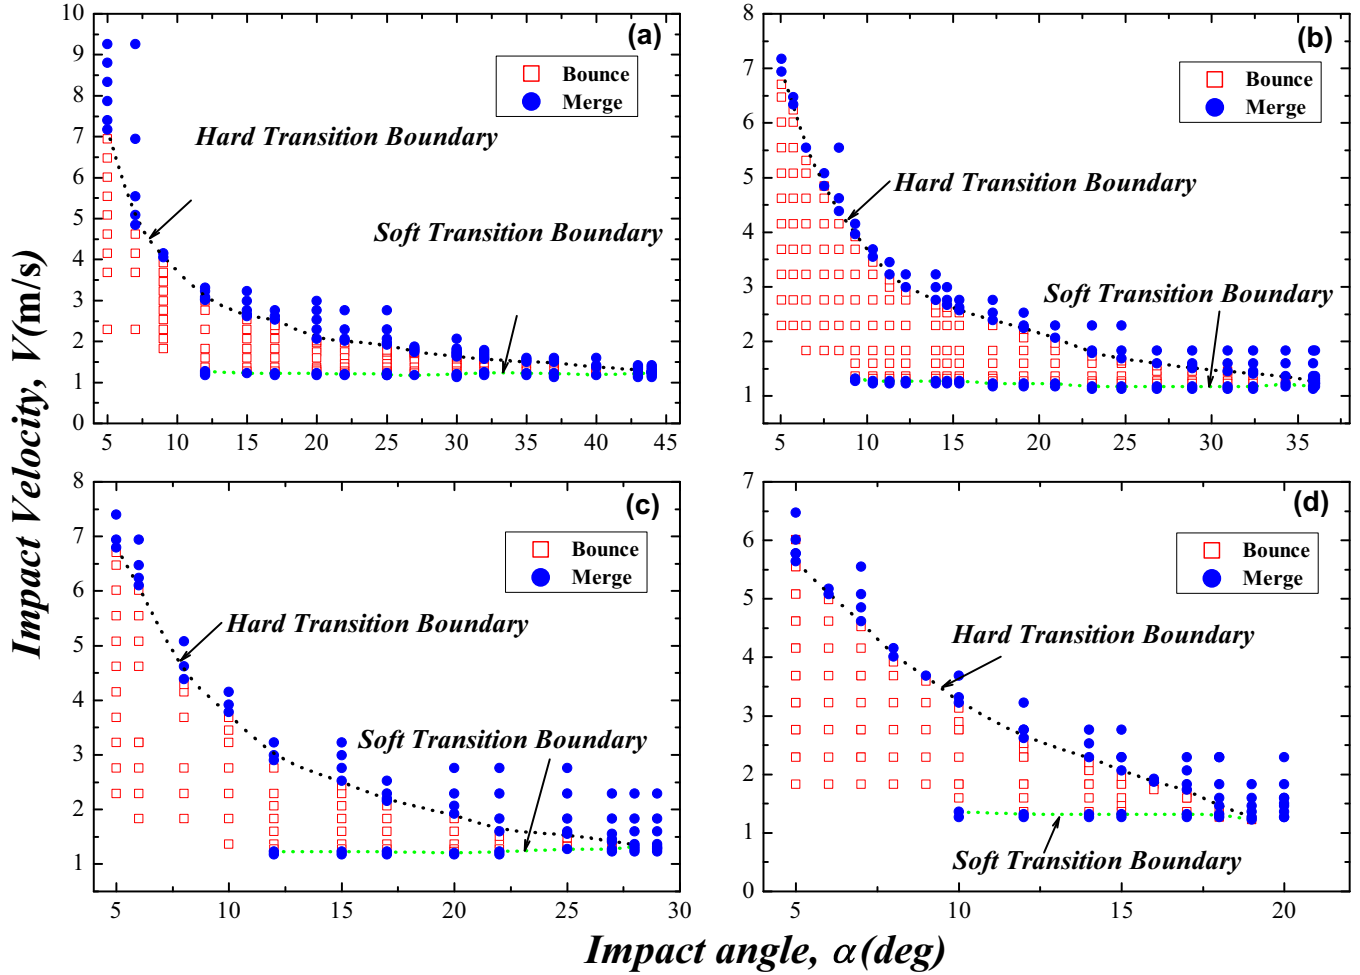 Impact Velocity, V(m/s)
10
9
8
7
6
5
4
3
2
1
0
(a)
Bounce
Merge
Hard Transition Boundary
Soft Transition Boundary
5 10 15 20 25 30 35 40 45
8
7
6
5
4
3
2
1
(b)
Bounce
Merge
Hard Transition Boundary
Soft Transition Boundary
5 10 15 20 25 30 35
8
7
6
5
4
3
2
1
(c)
Bounce
Merge
Hard Transition Boundary
Soft Transition Boundary
5 10 15 20 25 30
7
6
5
4
3
2
1
0
(d)
Bounce
Merge
Hard Transition Boundary
Soft Transition Boundary
5 10 15 20
Impact angle, α(deg)